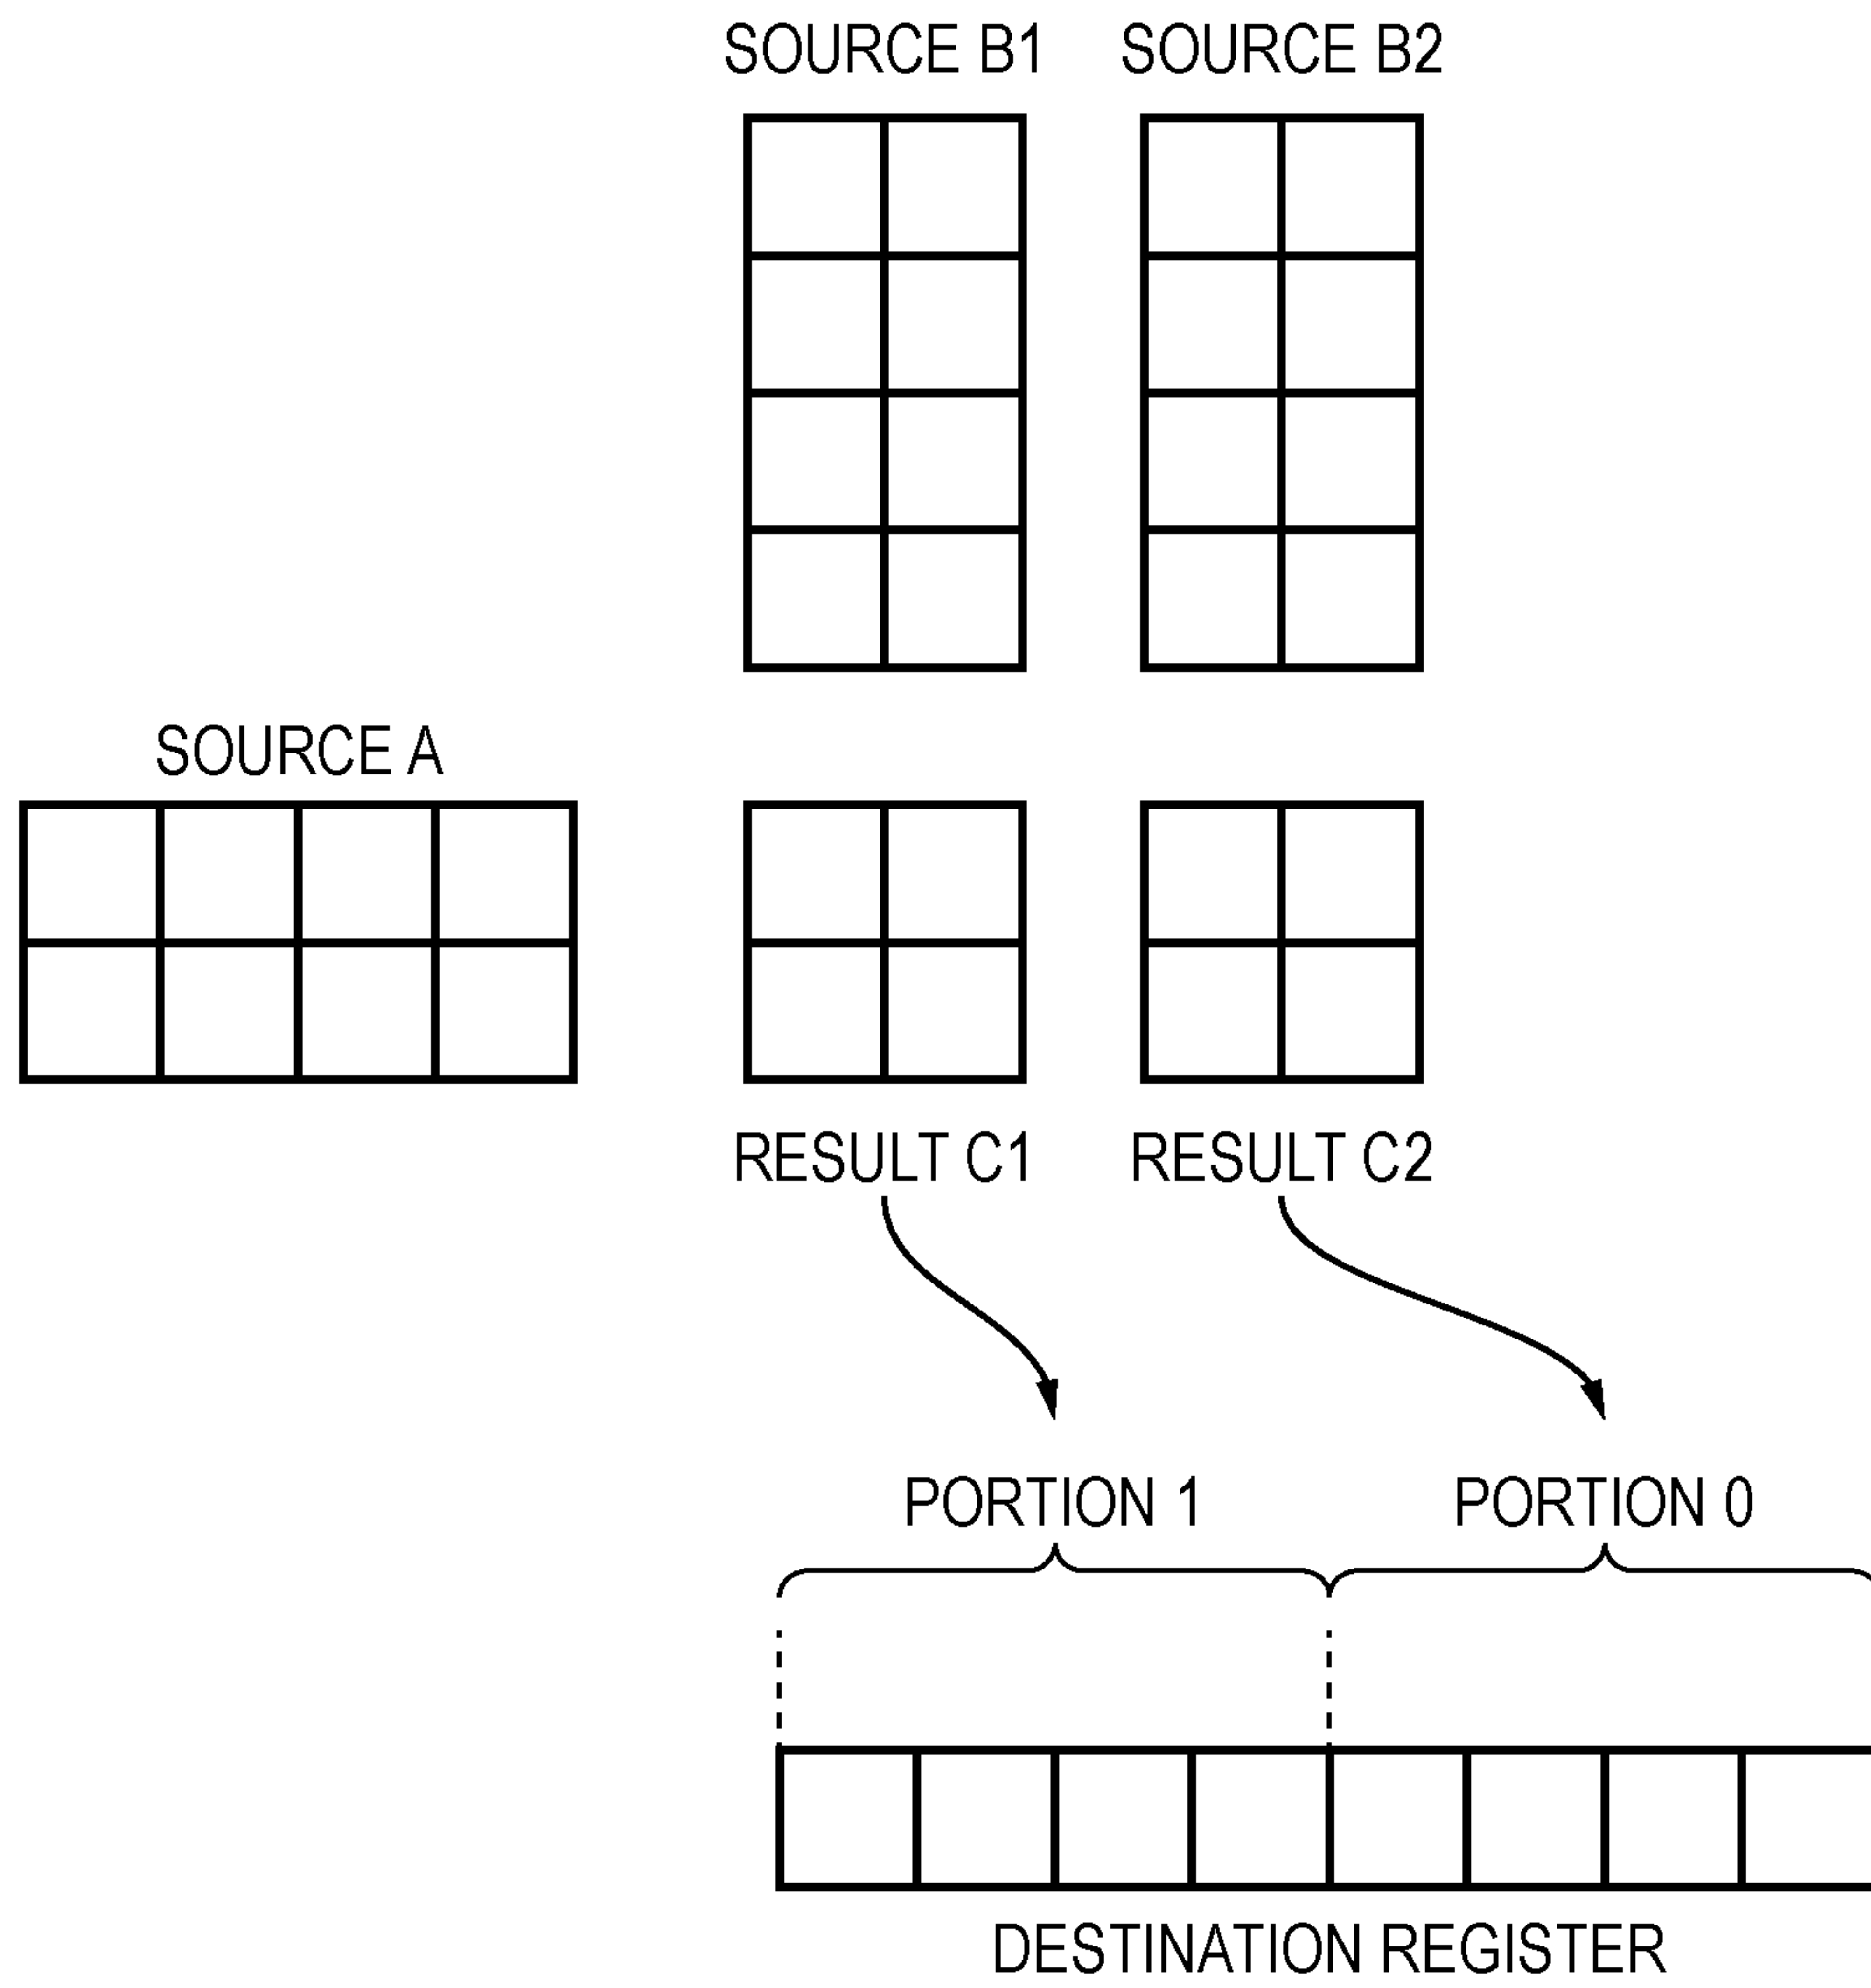 SOURCE B1
SOURCE B2
SOURCE A
RESULT C1
RESULT C2
PORTION 1
PORTION 0
DESTINATION REGISTER